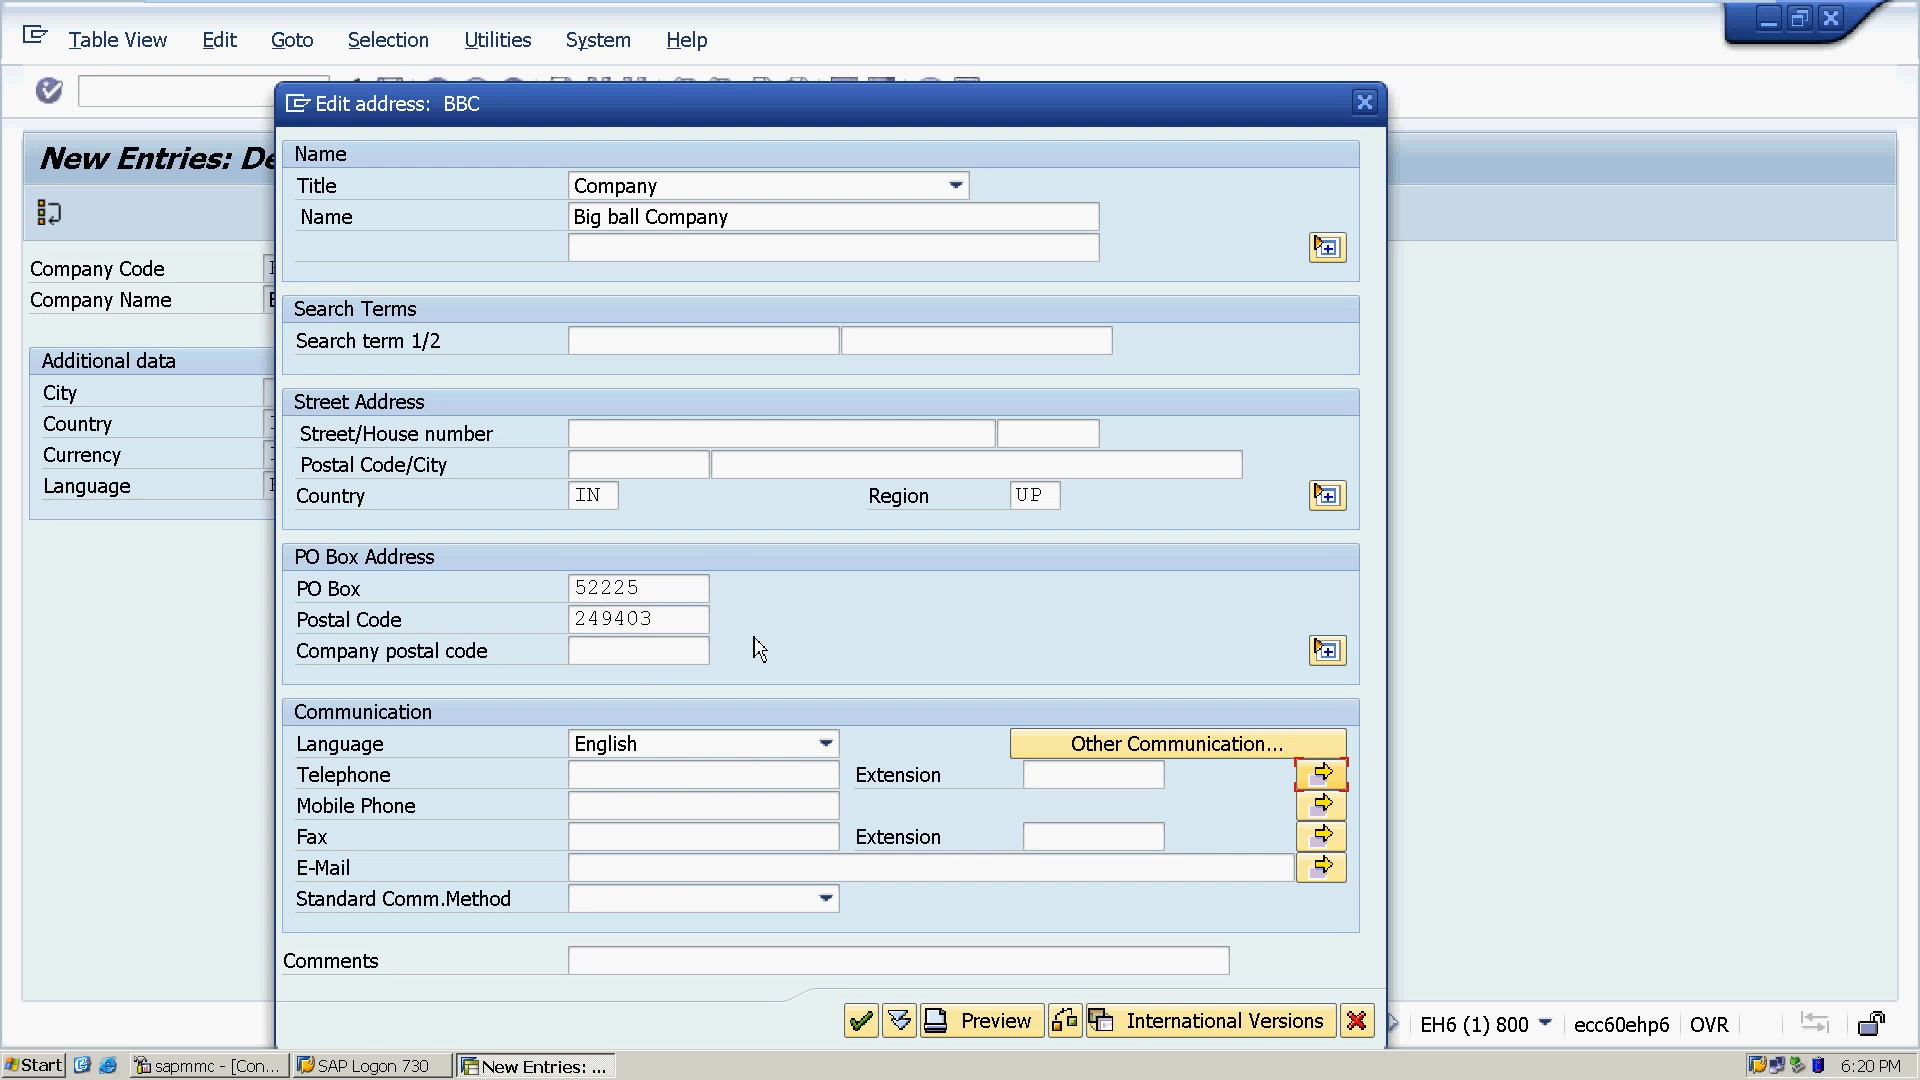 Table View Edit Goto Selection Utilities System Help
Edit address: BBC
New Entries:
Name
Title Company
Name Big ball Company
Company Code
Company Name
Search Terms
Search term 1/2
Additional data
City
Country
Currency
Language
Street Address
Street/House number
Postal Code/City
Country IN Region UP
PO Box Address
PO Box 52225
Postal Code 249403
Company postal code
Communication
Language English Other Communication...
Telephone Extension
Mobile Phone
Fax Extension
E-Mail
Standard Comm.Method
Comments
Preview International Versions
EH6 (1) 800 ecc60ehp6 OVR
Start sapmmc - [Con... SAP Logon 730 New Entries: ... 6:20 PM